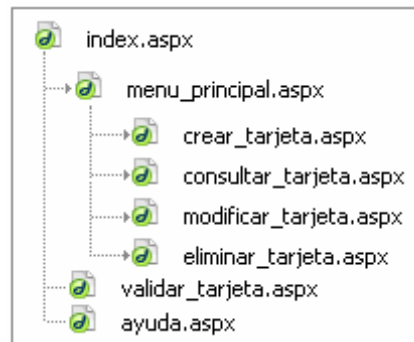 index.aspx
menu_principal.aspx
crear_tarjeta.aspx
consultar_tarjeta.aspx
modificar_tarjeta.aspx
eliminar_tarjeta.aspx
validar_tarjeta.aspx
ayuda.aspx